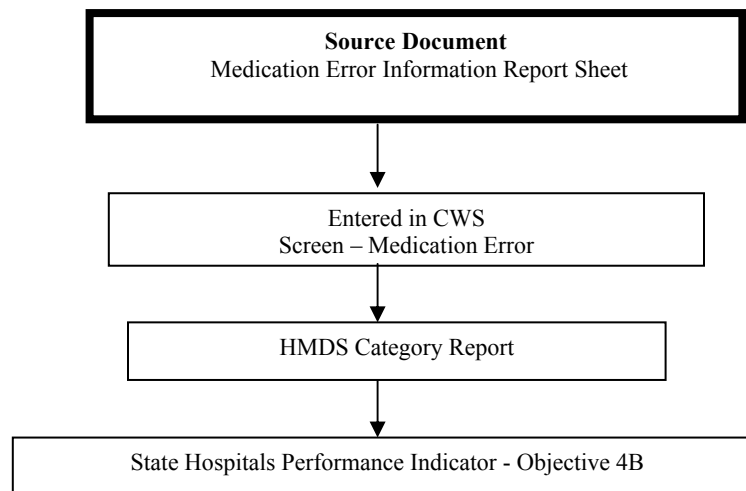 Source Document
Medication Error Information Report Sheet
Entered in CWS
Screen – Medication Error
HMDS Category Report
State Hospitals Performance Indicator - Objective 4B